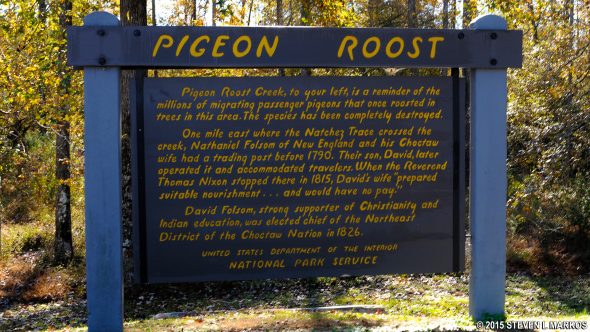 PIGEON ROOST
Pigeon Roost Creek, to your left, is a reminder of the
millions of migrating passenger pigeons that once roosted in
trees in this area. The species has been completely destroyed.
One mile east where the Natchez Trace crossed the
creek, Nathaniel Folsom of New England and his Choctaw
wife had a trading post before 1790. Their son, David, later
operated it and accommodated travelers. When the Reverend
Thomas Nixon stopped there in 1815, David's wife "prepared
suitable nourishment . . . and would have no pay."
David Folsom, strong supporter of Christianity and
Indian education, was elected chief of the Northeast
District of the Choctaw Nation in 1826.
UNITED STATES DEPARTMENT OF THE INTERIOR
NATIONAL PARK SERVICE
© 2015 STEVEN L MARKOS